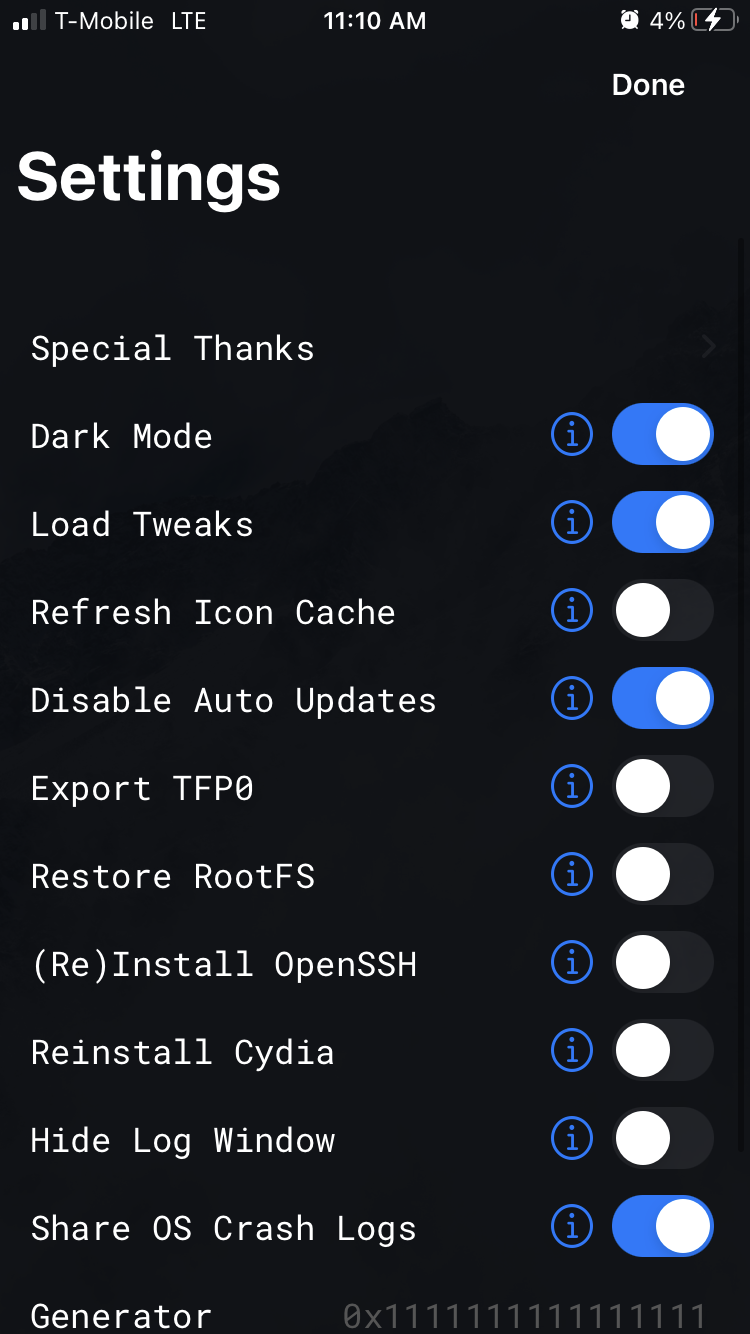 T-Mobile LTE 11:10 AM 4%
Done
Settings
Special Thanks
Dark Mode
Load Tweaks
Refresh Icon Cache
Disable Auto Updates
Export TFP0
Restore RootFS
(Re)Install OpenSSH
Reinstall Cydia
Hide Log Window
Share OS Crash Logs
Generator 0x1111111111111111